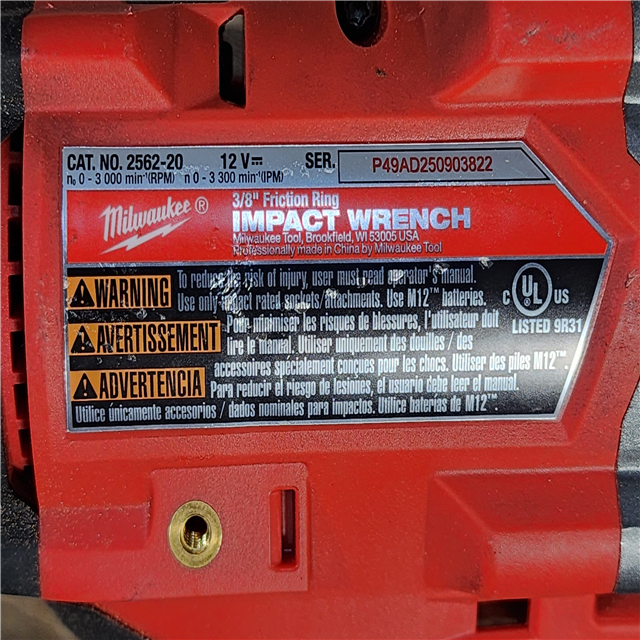 CAT. NO. 2562-20 12 V⎓ SER. P49AD250903822
n₀ 0 - 3 000 min⁻¹(RPM) n 0 - 3 300 min⁻¹(IPM)
Milwaukee®
3/8" Friction Ring
IMPACT WRENCH
Milwaukee Tool, Brookfield, WI 53005 USA
Professionally made in China by Milwaukee Tool
WARNING To reduce the risk of injury, user must read operator's manual.
Use only impact rated sockets / attachments. Use M12™ batteries.
AVERTISSEMENT Pour minimiser les risques de blessures, l'utilisateur doit
lire le manuel. Utiliser uniquement des douilles / des
accessoires spécialement conçues pour les chocs. Utiliser des piles M12™.
ADVERTENCIA Para reducir el riesgo de lesiones, el usuario debe leer el manual.
Utilice únicamente accesorios / dados nominales para impactos. Utilice baterías de M12™.
C UL US
LISTED 9R31